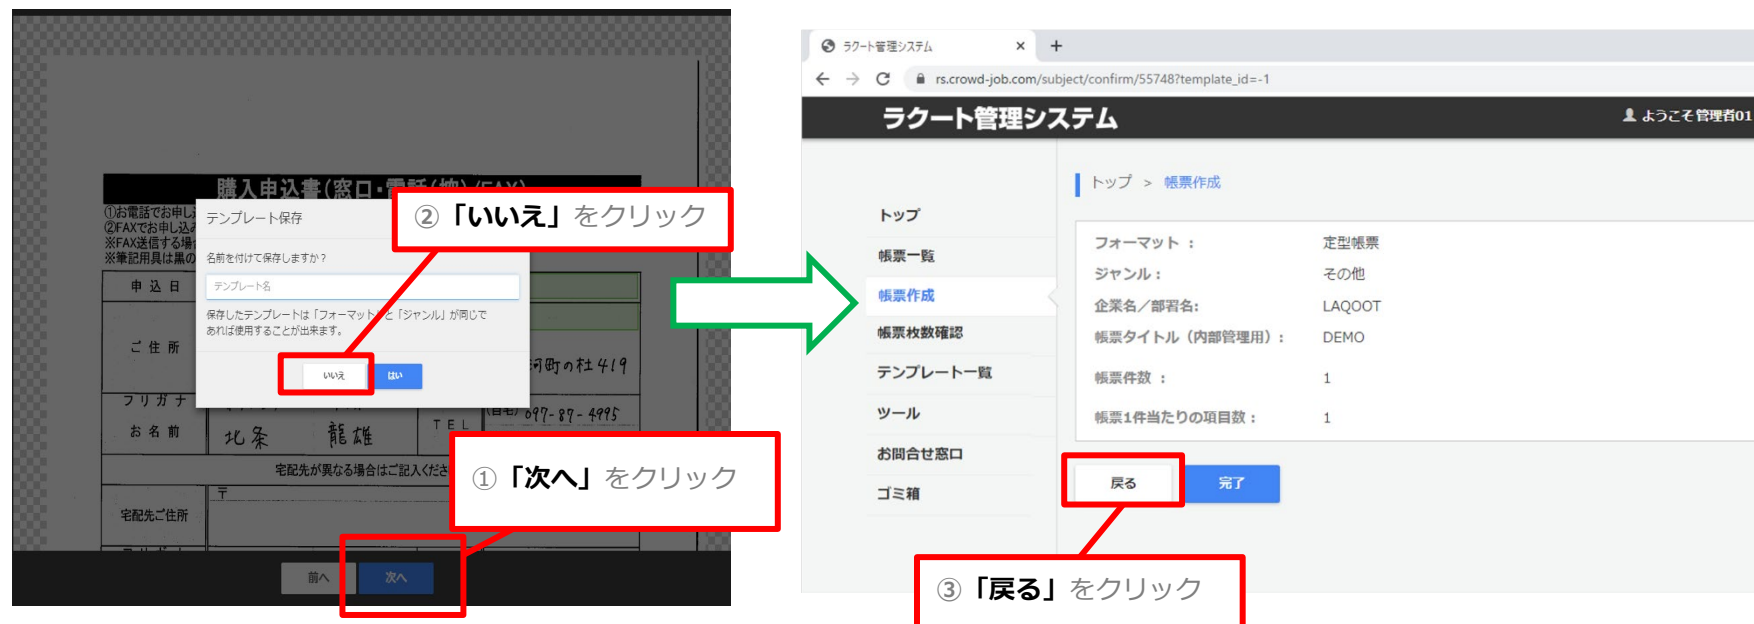 購入申込書(窓口・電話(控)/FAX)
①お電話でお申し
②FAXでお申し込み
※FAX送信する場合
※筆記用具は黒の
テンプレート保存
名前を付けて保存しますか？
テンプレート名
保存したテンプレートは「フォーマット」と「ジャンル」が同じで
あれば使用することが出来ます。
いいえ
はい
②「いいえ」をクリック
申込日
ご住所
河町の杜419
フリガナ
(自宅) 097-87-4995
お名前
北条 龍雄
TEL
宅配先が異なる場合はご記入くださ
〒
宅配先ご住所
①「次へ」をクリック
前へ
次へ
ラクート管理システム
rs.crowd-job.com/subject/confirm/55748?template_id=-1
ラクート管理システム
ようこそ 管理者01
トップ > 帳票作成
トップ
帳票一覧
帳票作成
帳票枚数確認
テンプレート一覧
ツール
お問合せ窓口
ゴミ箱
フォーマット： 定型帳票
ジャンル： その他
企業名／部署名: LAQOOT
帳票タイトル（内部管理用）: DEMO
帳票件数 ： 1
帳票1件当たりの項目数： 1
戻る
完了
③「戻る」をクリック